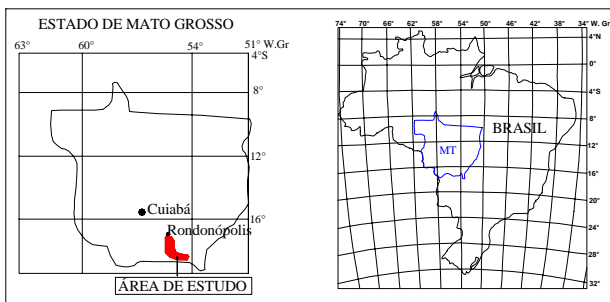 ESTADO DE MATO GROSSO
63° 60° 54° 51° W.Gr
4°S
8°
12°
16°
Cuiabá
Rondonópolis
ÁREA DE ESTUDO
74° 70° 66° 62° 58° 54° 50° 46° 42° 38° 34° W.Gr
4°
0°
4°
8°
12°
16°
20°
24°
28°
32°
BRASIL
MT